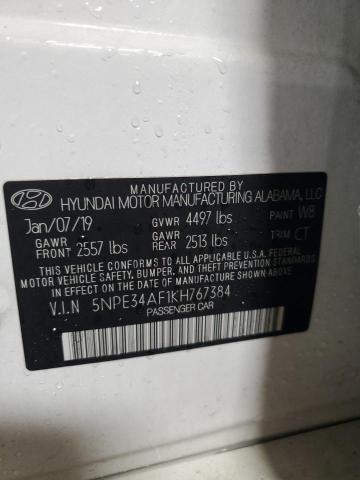 MANUFACTURED BY
HYUNDAI MOTOR MANUFACTURING ALABAMA, LLC
Jan/07/19 GVWR 4497 lbs PAINT W8
GAWR FRONT 2557 lbs GAWR REAR 2513 lbs TRIM CT
THIS VEHICLE CONFORMS TO ALL APPLICABLE U.S.A. FEDERAL
MOTOR VEHICLE SAFETY, BUMPER, AND THEFT PREVENTION
STANDARDS IN EFFECT ON THE DATE OF MANUFACTURE SHOWN ABOVE.
V.I.N 5NPE34AF1KH767384
PASSENGER CAR